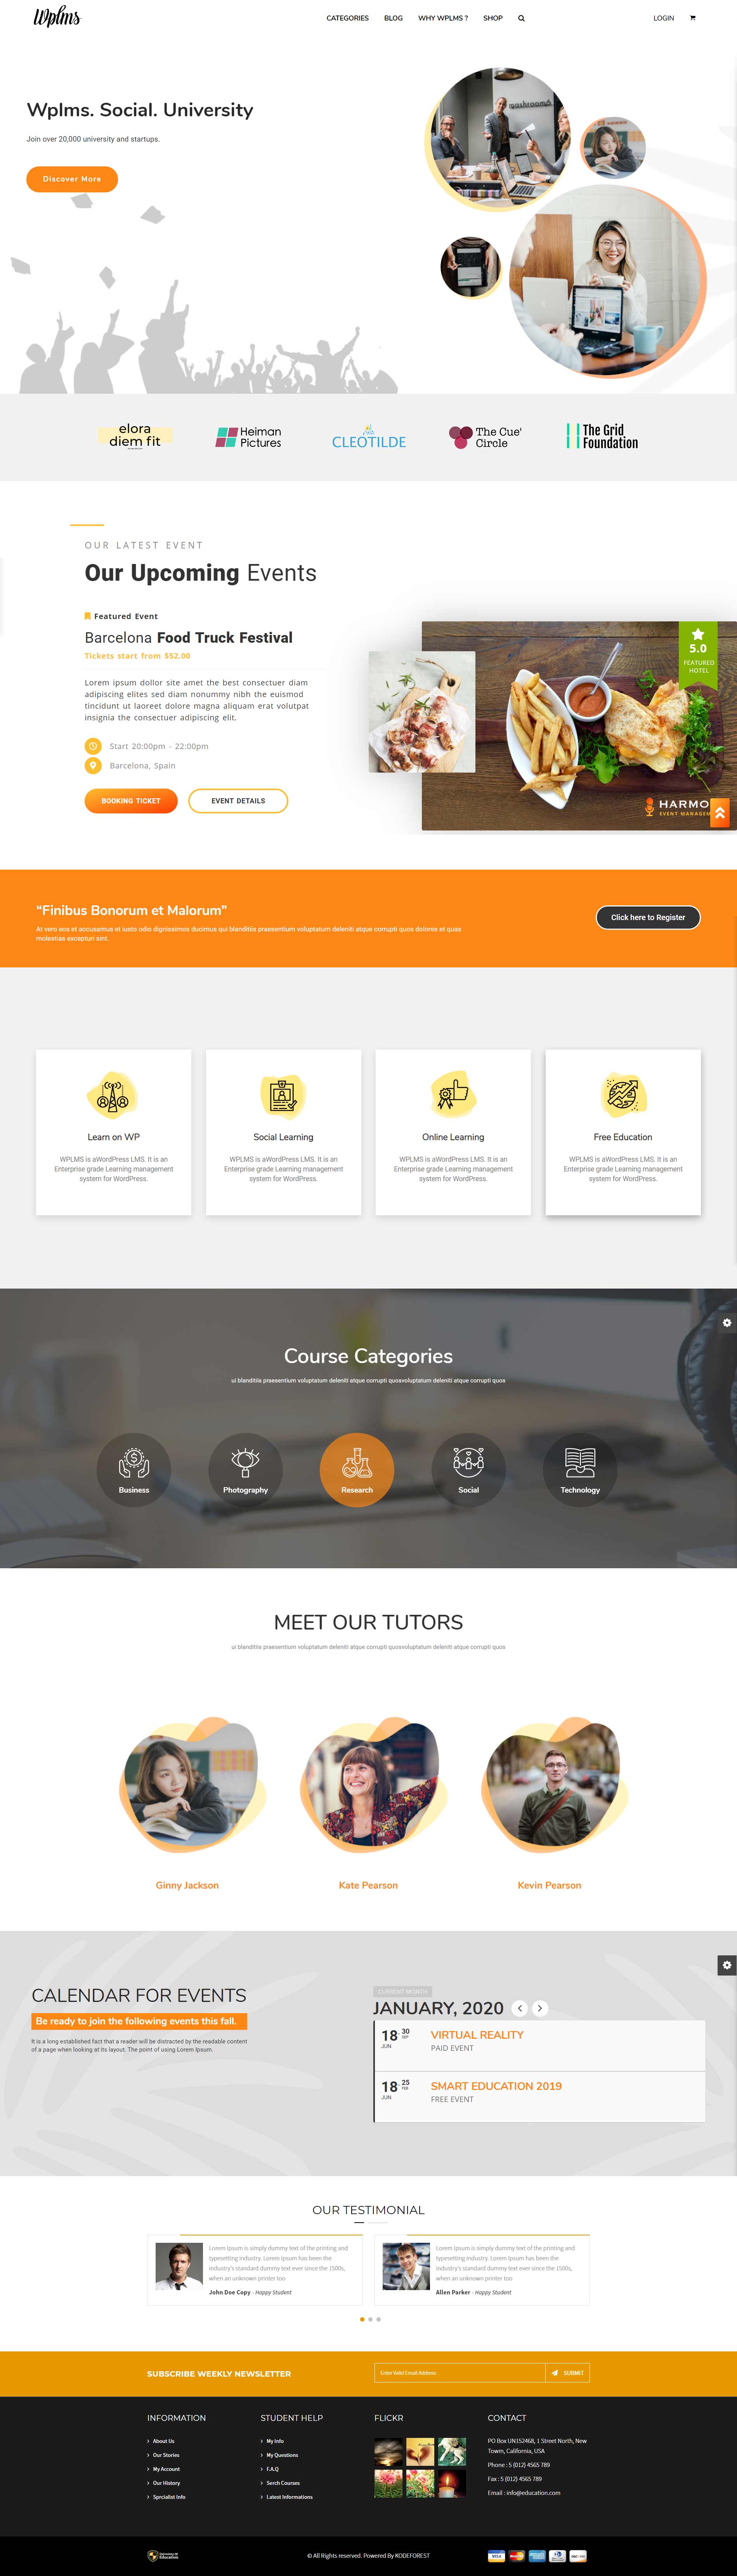 Wplms
CATEGORIES BLOG WHY WPLMS ? SHOP
LOGIN
Wplms. Social. University
Join over 20,000 university and startups.
Discover More
mashroom
elora
diem fit
Heiman
Pictures
CLEOTILDE
The Cue'
Circle
The Grid
Foundation
OUR LATEST EVENT
Our Upcoming Events
Featured Event
Barcelona Food Truck Festival
Tickets start from $52.00
Lorem ipsum dollor site amet the best consectuer diam
adipiscing elites sed diam nonummy nibh the euismod
tincidunt ut laoreet dolore magna aliquam erat volutpat
insignia the consectuer adipiscing elit.
Start 20:00pm - 22:00pm
Barcelona, Spain
BOOKING TICKET
EVENT DETAILS
5.0
FEATURED
HOTEL
HARMO
EVENT MANAGEM
“Finibus Bonorum et Malorum”
At vero eos et accusamus et iusto odio dignissimos ducimus qui blanditiis praesentium voluptatum deleniti atque corrupti quos dolores et quas
molestias excepturi sint.
Click here to Register
Learn on WP
WPLMS is aWordPress LMS. It is an
Enterprise grade Learning management
system for WordPress.
Social Learning
WPLMS is aWordPress LMS. It is an
Enterprise grade Learning management
system for WordPress.
Online Learning
WPLMS is aWordPress LMS. It is an
Enterprise grade Learning management
system for WordPress.
Free Education
WPLMS is aWordPress LMS. It is an
Enterprise grade Learning management
system for WordPress.
Course Categories
ui blanditiis praesentium voluptatum deleniti atque corrupti quosvoluptatum deleniti atque corrupti quos
Business
Photography
Research
Social
Technology
MEET OUR TUTORS
ui blanditiis praesentium voluptatum deleniti atque corrupti quosvoluptatum deleniti atque corrupti quos
Ginny Jackson
Kate Pearson
Kevin Pearson
CALENDAR FOR EVENTS
Be ready to join the following events this fall.
It is a long established fact that a reader will be distracted by the readable content
of a page when looking at its layout. The point of using Lorem Ipsum.
CURRENT MONTH
JANUARY, 2020
18 30
JUN SEP
VIRTUAL REALITY
PAID EVENT
18 25
JUN FEB
SMART EDUCATION 2019
FREE EVENT
OUR TESTIMONIAL
Lorem Ipsum is simply dummy text of the printing and
typesetting industry. Lorem Ipsum has been the
industry's standard dummy text ever since the 1500s,
when an unknown printer too
John Doe Copy - Happy Student
Lorem Ipsum is simply dummy text of the printing and
typesetting industry. Lorem Ipsum has been the
industry's standard dummy text ever since the 1500s,
when an unknown printer too
Allen Parker - Happy Student
SUBSCRIBE WEEKLY NEWSLETTER
Enter Valid Email Address
SUBMIT
INFORMATION
About Us
Our Stories
My Account
Our History
Sprcialist Info
STUDENT HELP
My Info
My Questions
F.A.Q
Serch Courses
Latest Informations
FLICKR
CONTACT
PO Box UN152468, 1 Street North, New
Towm, California, USA
Phone : 5 (012) 4565 789
Fax : 5 (012) 4565 789
Email : info@education.com
Education
© All Rights reserved. Powered By KODEFOREST
VISA